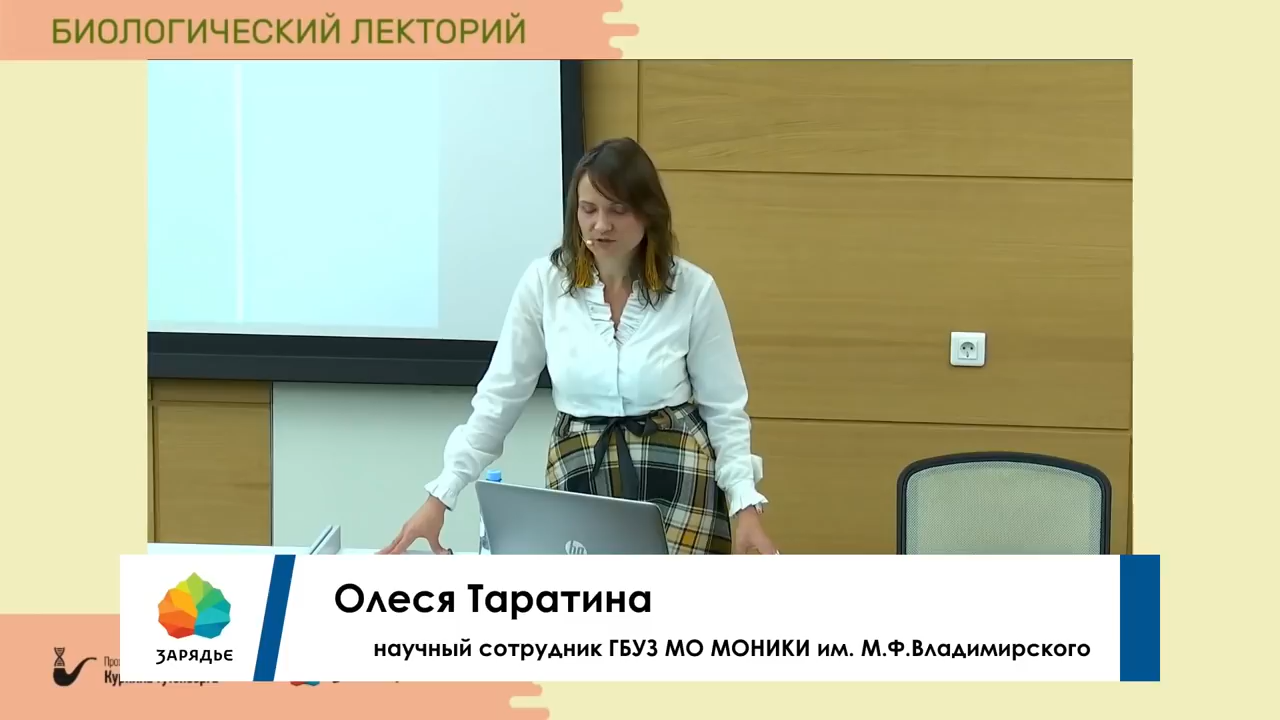 БИОЛОГИЧЕСКИЙ ЛЕКТОРИЙ
hp
Олеся Таратина
ЗАРЯДЬЕ
научный сотрудник ГБУЗ МО МОНИКИ им. М.Ф.Владимирского